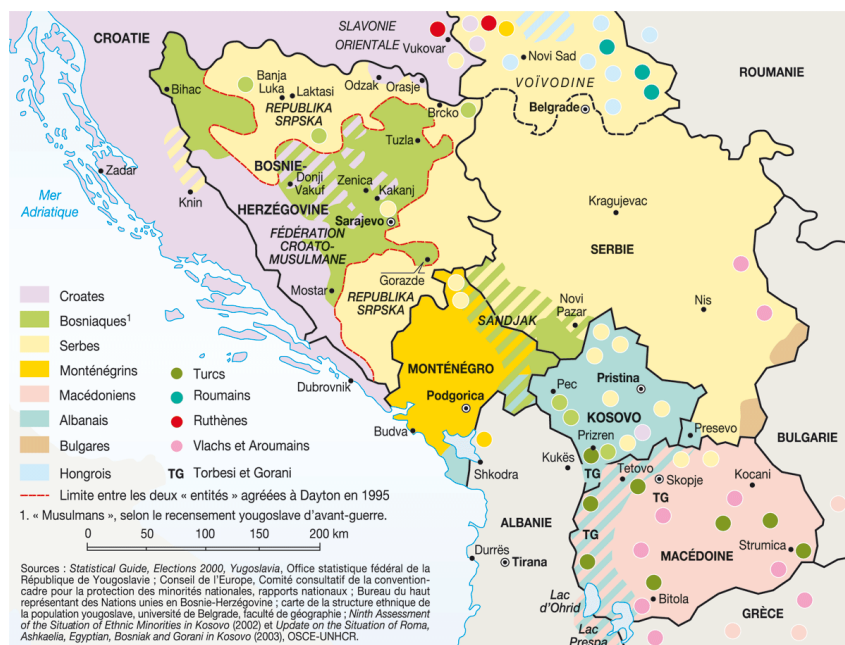 CROATIE
SLAVONIE
ORIENTALE
Vukovar
Novi Sad
VOÏVODINE
ROUMANIE
Bihac
Banja
Luka
Laktasi
REPUBLIKA
SRPSKA
Odzak
Orasje
Brcko
Belgrade
Tuzla
Zadar
Knin
Mer
Adriatique
BOSNIE-
HERZÉGOVINE
Donji
Vakuf
Zenica
Kakanj
Sarajevo
FÉDÉRATION
CROATO-
MUSULMANE
Gorazde
Mostar
REPUBLIKA
SRPSKA
Kragujevac
SERBIE
Novi
Pazar
Nis
SANDJAK
MONTÉNÉGRO
Podgorica
Dubrovnik
Budva
Pec
Pristina
KOSOVO
Prizren
Presevo
BULGARIE
Shkodra
Kukës
TG
Tetovo
Skopje
TG
Kocani
TG
ALBANIE
MACÉDOINE
Strumica
Durrës
Tirana
Bitola
Lac
d'Ohrid
Lac
Prespa
GRÈCE
Croates
Bosniaques¹
Serbes
Monténégrins
Macédoniens
Albanais
Bulgares
Hongrois
Turcs
Roumains
Ruthènes
Vlachs et Aroumains
TG Torbesi et Gorani
Limite entre les deux « entités » agréées à Dayton en 1995
1. « Musulmans », selon le recensement yougoslave d'avant-guerre.
0 50 100 150 200 km
Sources : Statistical Guide, Elections 2000, Yugoslavia, Office statistique fédéral de la
République de Yougoslavie ; Conseil de l'Europe, Comité consultatif de la convention-
cadre pour la protection des minorités nationales, rapports nationaux ; Bureau du haut
représentant des Nations unies en Bosnie-Herzégovine ; carte de la structure ethnique de
la population yougoslave, université de Belgrade, faculté de géographie ; Ninth Assessment
of the Situation of Ethnic Minorities in Kosovo (2002) et Update on the Situation of Roma,
Ashkaelia, Egyptian, Bosniak and Gorani in Kosovo (2003), OSCE-UNHCR.